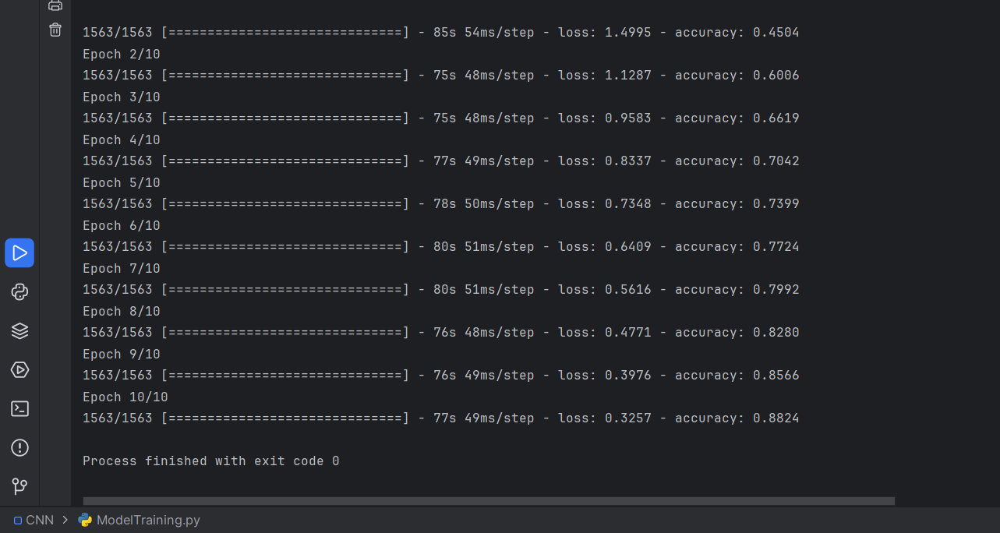 1563/1563 [==============================] - 85s 54ms/step - loss: 1.4995 - accuracy: 0.4504
Epoch 2/10
1563/1563 [==============================] - 75s 48ms/step - loss: 1.1287 - accuracy: 0.6006
Epoch 3/10
1563/1563 [==============================] - 75s 48ms/step - loss: 0.9583 - accuracy: 0.6619
Epoch 4/10
1563/1563 [==============================] - 77s 49ms/step - loss: 0.8337 - accuracy: 0.7042
Epoch 5/10
1563/1563 [==============================] - 78s 50ms/step - loss: 0.7348 - accuracy: 0.7399
Epoch 6/10
1563/1563 [==============================] - 80s 51ms/step - loss: 0.6409 - accuracy: 0.7724
Epoch 7/10
1563/1563 [==============================] - 80s 51ms/step - loss: 0.5616 - accuracy: 0.7992
Epoch 8/10
1563/1563 [==============================] - 76s 48ms/step - loss: 0.4771 - accuracy: 0.8280
Epoch 9/10
1563/1563 [==============================] - 76s 49ms/step - loss: 0.3976 - accuracy: 0.8566
Epoch 10/10
1563/1563 [==============================] - 77s 49ms/step - loss: 0.3257 - accuracy: 0.8824
Process finished with exit code 0
CNN > ModelTraining.py